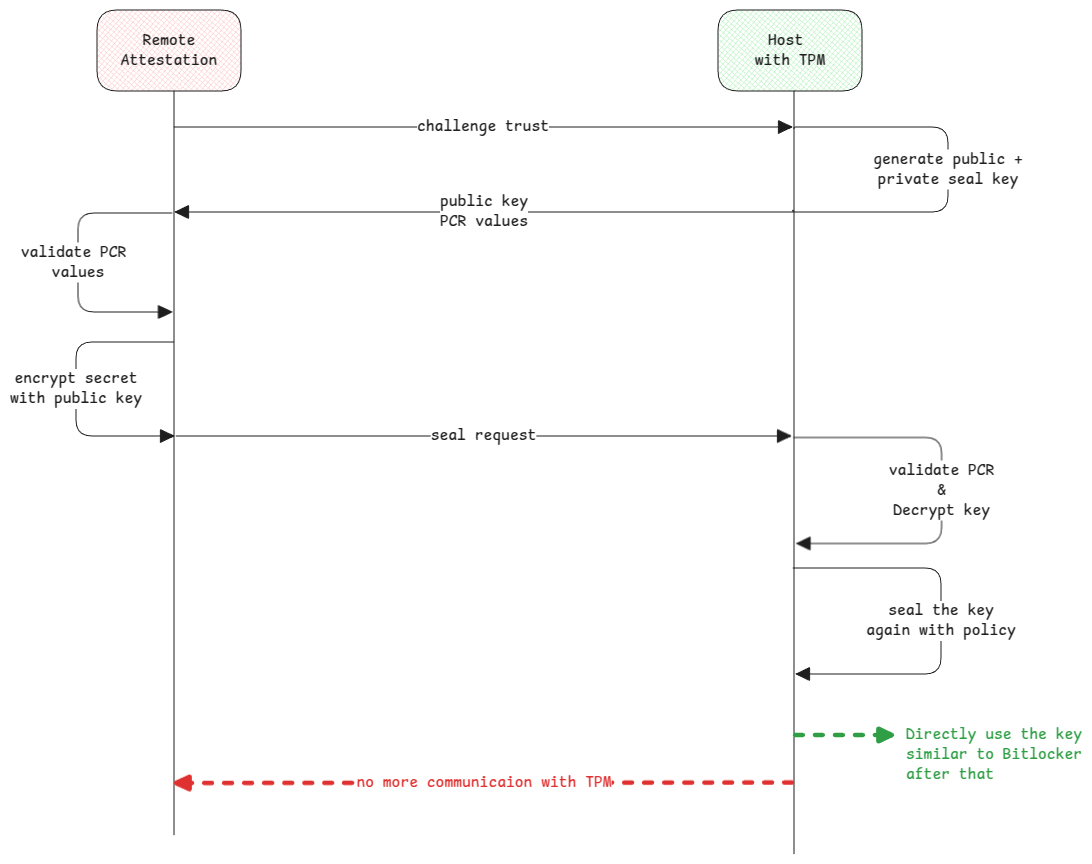 Remote
Attestation
Host
with TPM
challenge trust
generate public +
private seal key
public key
PCR values
validate PCR
values
encrypt secret
with public key
seal request
validate PCR
&
Decrypt key
seal the key
again with policy
Directly use the key
similar to Bitlocker
after that
no more communicaion with TPM